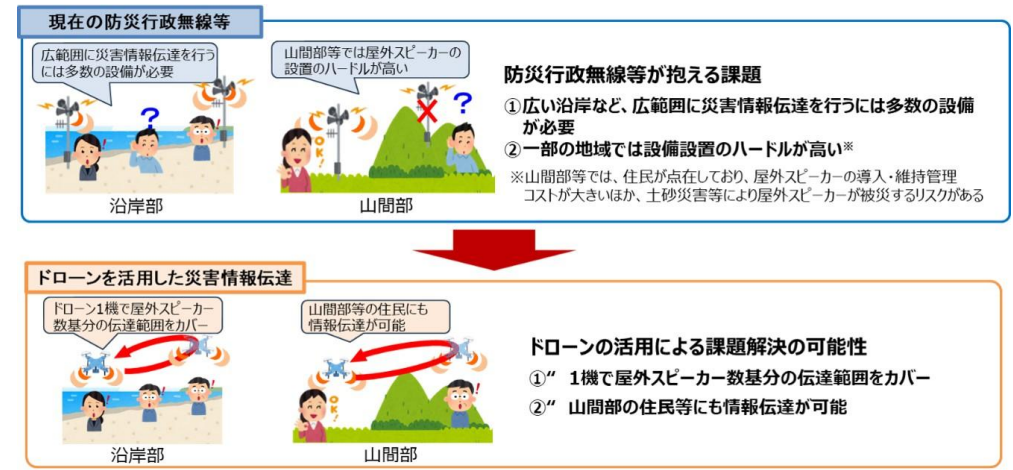 現在の防災行政無線等
広範囲に災害情報伝達を行う
には多数の設備が必要
山間部等では屋外スピーカーの
設置のハードルが高い
?
!
OK!
?
沿岸部
山間部
防災行政無線等が抱える課題
①広い沿岸など、広範囲に災害情報伝達を行うには多数の設備
が必要
②一部の地域では設備設置のハードルが高い※
※山間部等では、住民が点在しており、屋外スピーカーの導入・維持管理
コストが大きいほか、土砂災害等により屋外スピーカーが被災するリスクがある
ドローンを活用した災害情報伝達
ドローン1機で屋外スピーカー
数基分の伝達範囲をカバー
山間部等の住民にも
情報伝達が可能
!
!
OK!
!
沿岸部
山間部
ドローンの活用による課題解決の可能性
①“ 1機で屋外スピーカー数基分の伝達範囲をカバー
②“ 山間部の住民等にも情報伝達が可能